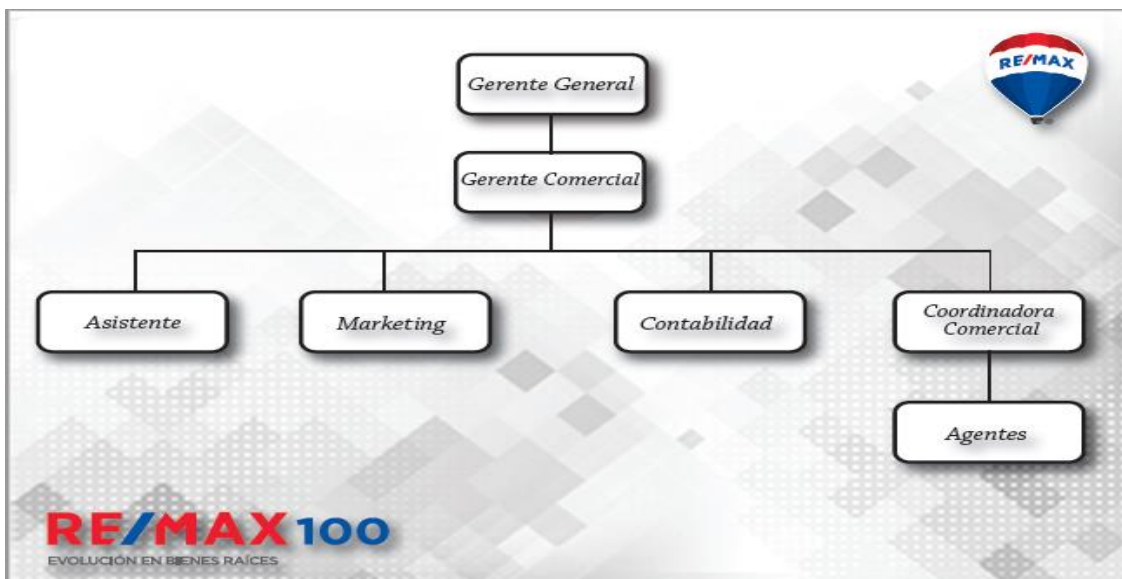 Gerente General
RE/MAX
Gerente Comercial
Asistente
Marketing
Contabilidad
Coordinadora
Comercial
Agentes
RE/MAX 100
EVOLUCIÓN EN BIENES RAÍCES